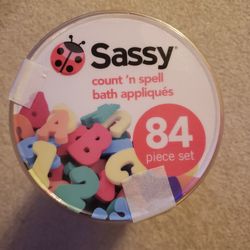 Sassy®
count 'n spell
bath appliqués
84
piece set